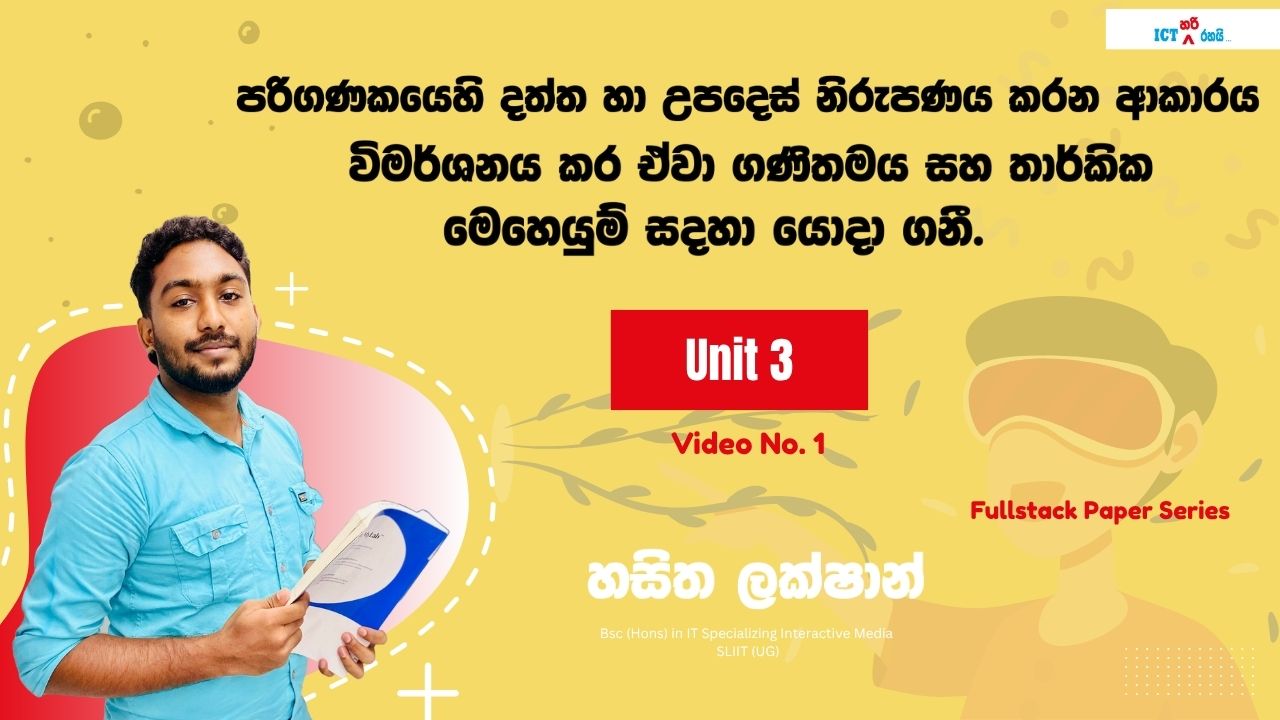 ICT හරි රහයි...
පරිගණකයෙහි දත්ත හා උපදෙස් නිරූපණය කරන ආකාරය
විමර්ශනය කර ඒවා ගණිතමය සහ තාර්කික
මෙහෙයුම් සදහා යොදා ගනී.
Unit 3
Video No. 1
Fullstack Paper Series
හසිත ලක්ෂාන්
Bsc (Hons) in IT Specializing Interactive Media
SLIIT (UG)